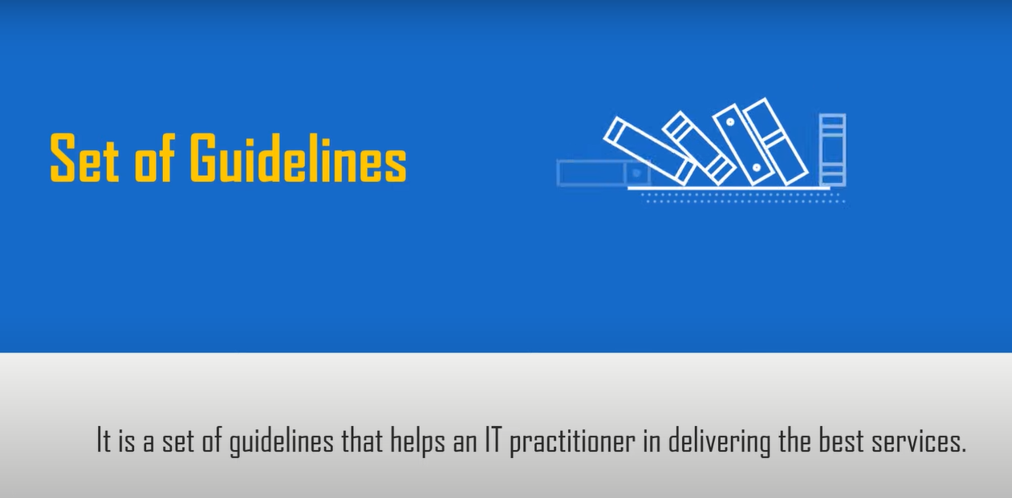 Set of Guidelines
It is a set of guidelines that helps an IT practitioner in delivering the best services.